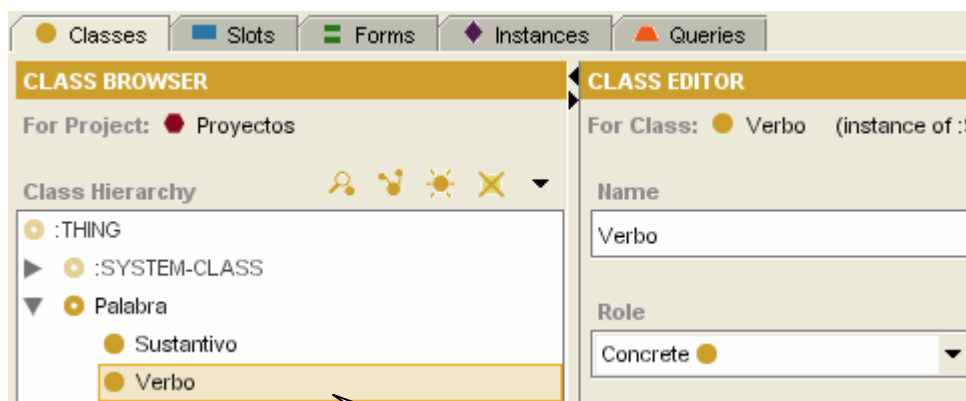 Classes Slots Forms Instances Queries
CLASS BROWSER
For Project: Proyectos
Class Hierarchy
:THING
:SYSTEM-CLASS
Palabra
Sustantivo
Verbo
CLASS EDITOR
For Class: Verbo (instance of
Name
Verbo
Role
Concrete